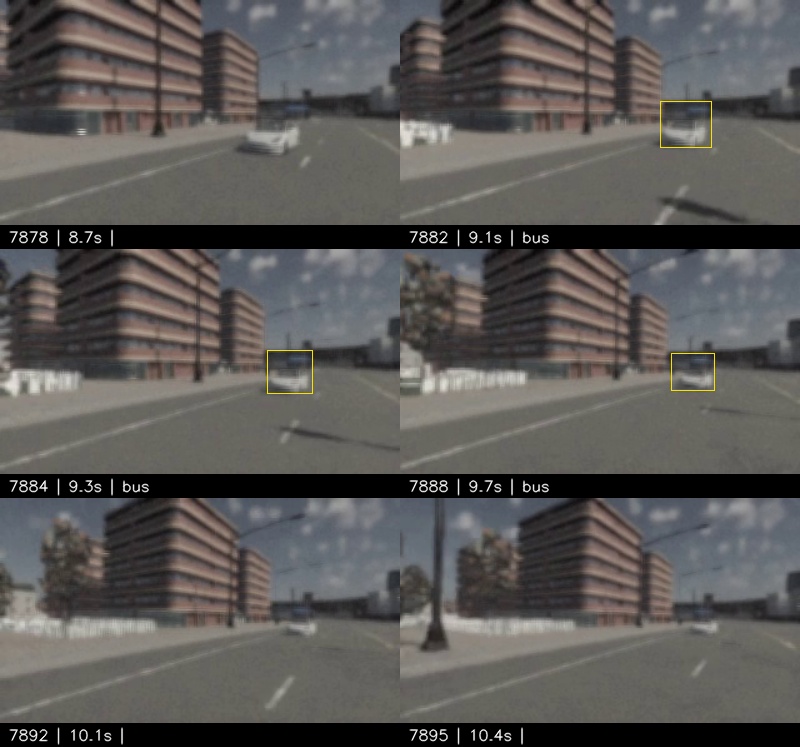 7878 | 8.7s |
7882 | 9.1s | bus
7884 | 9.3s | bus
7888 | 9.7s | bus
7892 | 10.1s |
7895 | 10.4s |